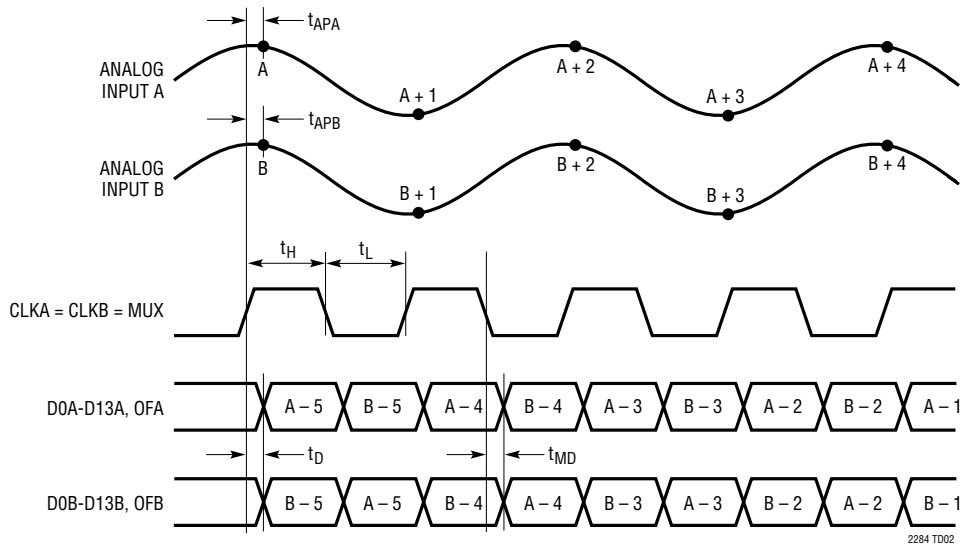 tAPA
ANALOG
INPUT A
A
A + 1
A + 2
A + 3
A + 4
tAPB
ANALOG
INPUT B
B
B + 1
B + 2
B + 3
B + 4
tH
tL
CLKA = CLKB = MUX
D0A-D13A, OFA
A – 5
B – 5
A – 4
B – 4
A – 3
B – 3
A – 2
B – 2
A – 1
tD
tMD
D0B-D13B, OFB
B – 5
A – 5
B – 4
A – 4
B – 3
A – 3
B – 2
A – 2
B – 1
2284 TD02